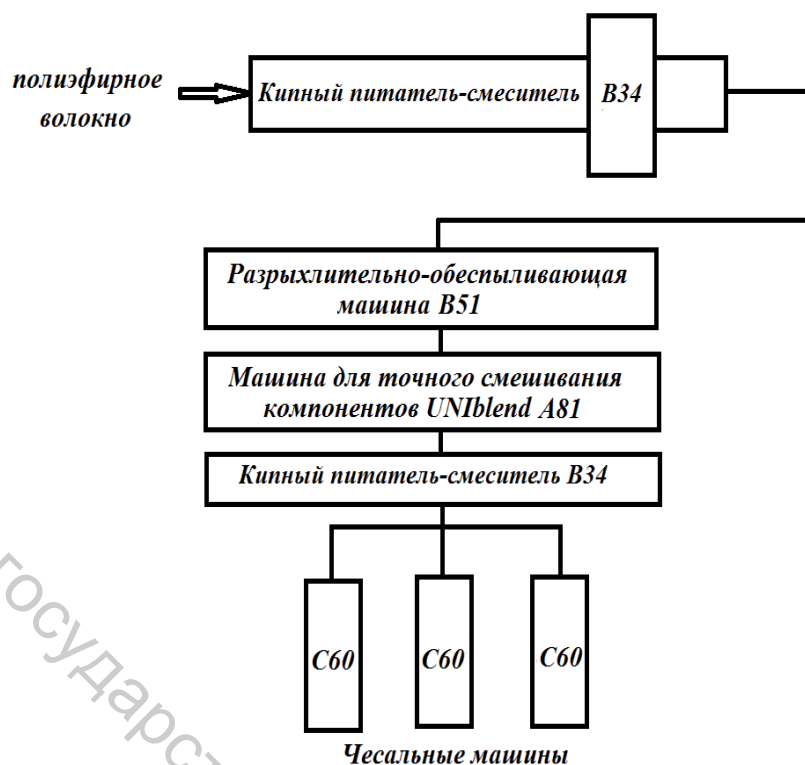 полиэфирное
волокно
Кипный питатель-смеситель
В34
Разрыхлительно-обеспыливающая
машина В51
Машина для точного смешивания
компонентов UNIblend A81
Кипный питатель-смеситель В34
С60
С60
С60
Чесальные машины